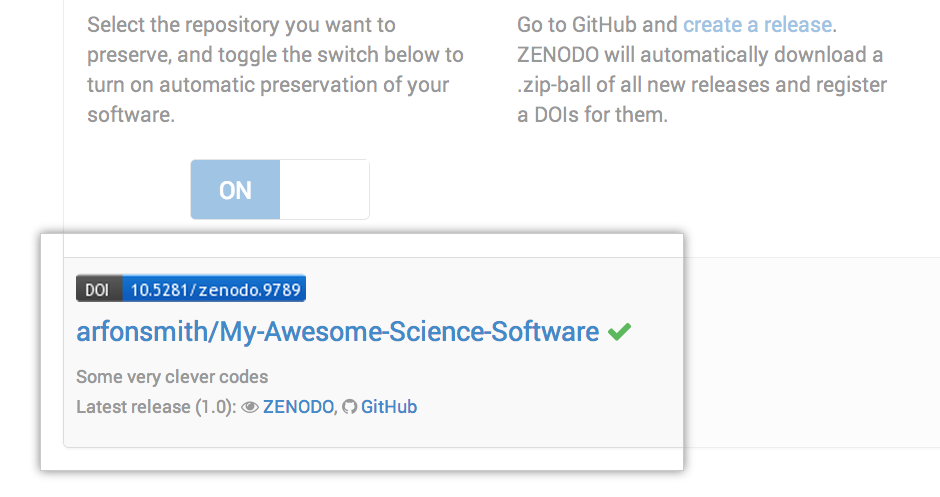 Select the repository you want to
preserve, and toggle the switch below to
turn on automatic preservation of your
software.
Go to GitHub and create a release.
ZENODO will automatically download a
.zip-ball of all new releases and register
a DOIs for them.
ON
DOI 10.5281/zenodo.9789
arfonsmith/My-Awesome-Science-Software
Some very clever codes
Latest release (1.0): ZENODO, GitHub